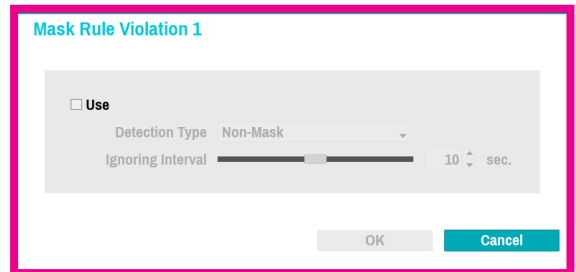 Mask Rule Violation 1
Use
Detection Type Non-Mask
Ignoring Interval 10 sec.
OK Cancel